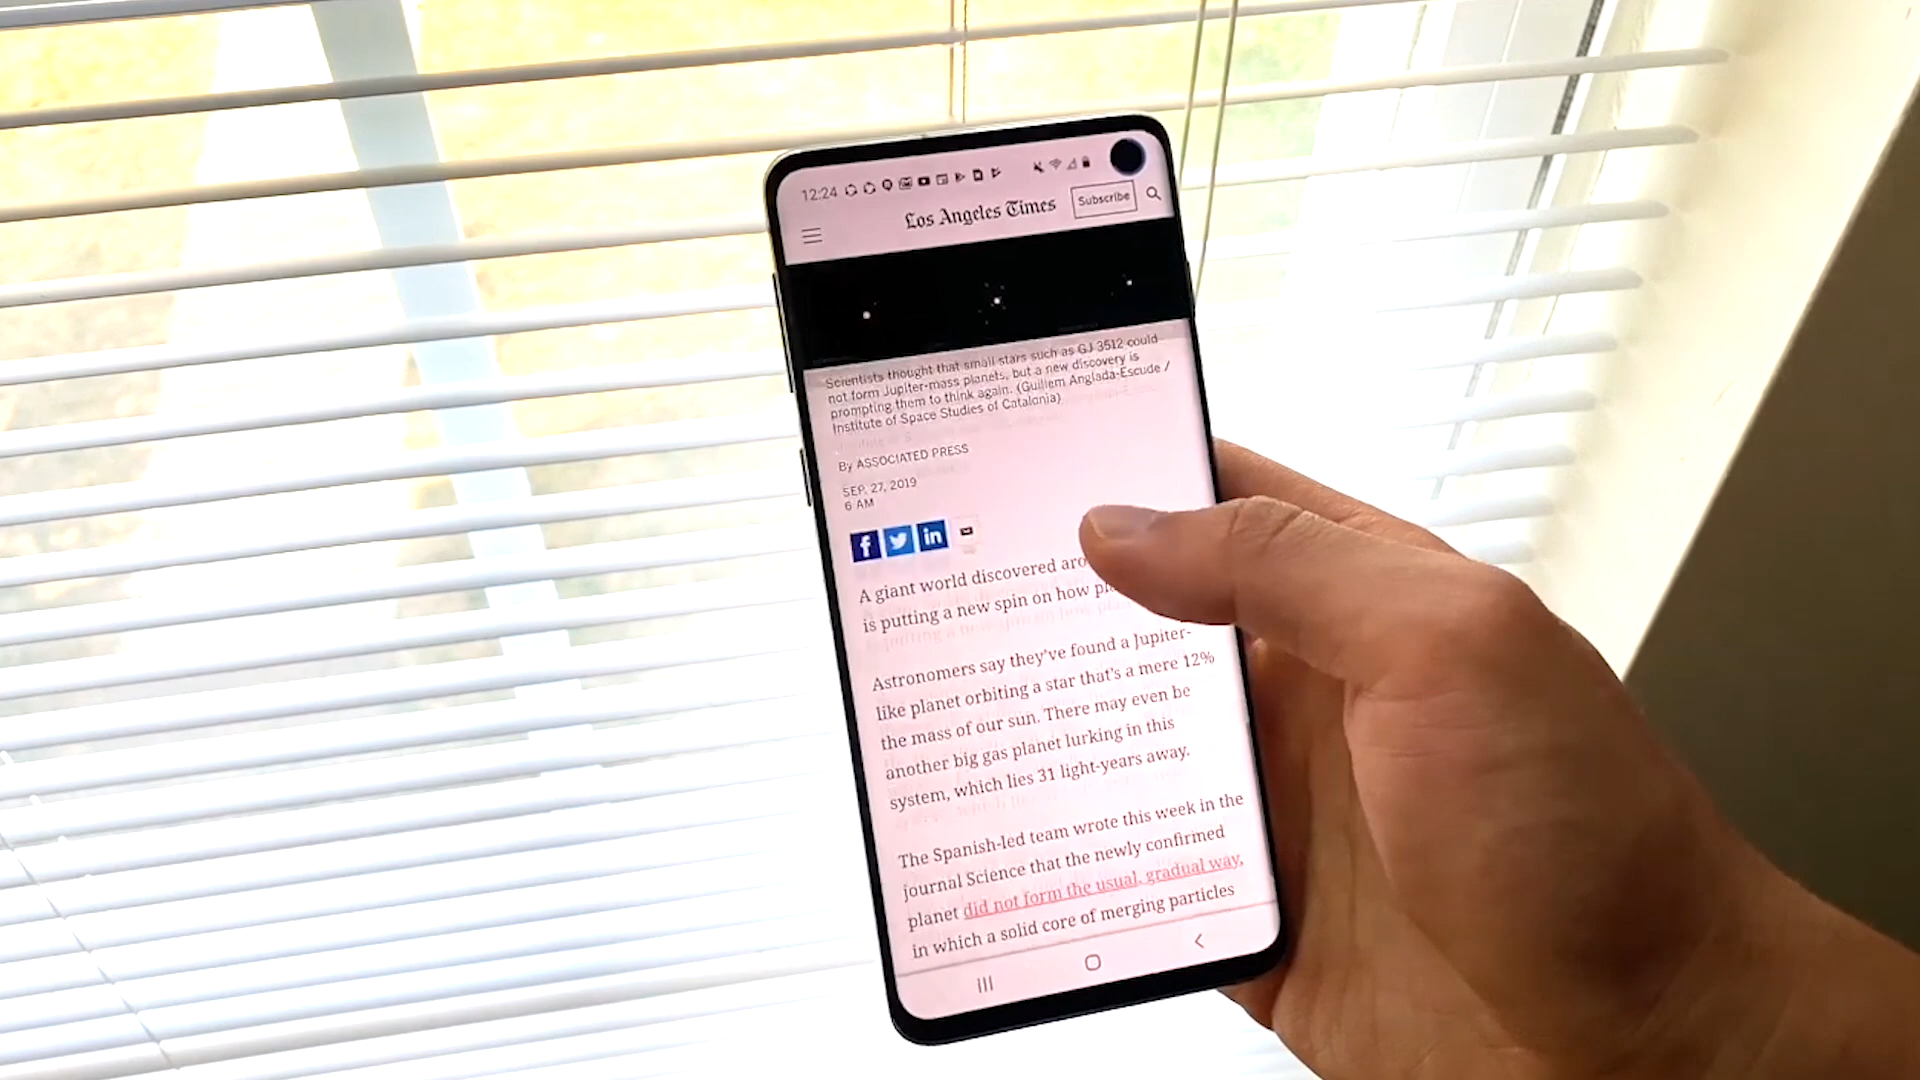 12:24
Los Angeles Times
Subscribe
Scientists thought that small stars such as GJ 3512 could
not form Jupiter-mass planets, but a new discovery is
prompting them to think again. (Guillem Anglada-Escude /
Institute of Space Studies of Catalonia)
By ASSOCIATED PRESS
SEP. 27, 2019
6 AM
f
in
A giant world discovered
is putting a new spin on how
Astronomers say they've found a Jupiter-
like planet orbiting a star that's a mere 12%
the mass of our sun. There may even be
another big gas planet lurking in this
system, which lies 31 light-years away.
The Spanish-led team wrote this week in the
journal Science that the newly confirmed
planet did not form the usual, gradual way,
in which a solid core of merging particles